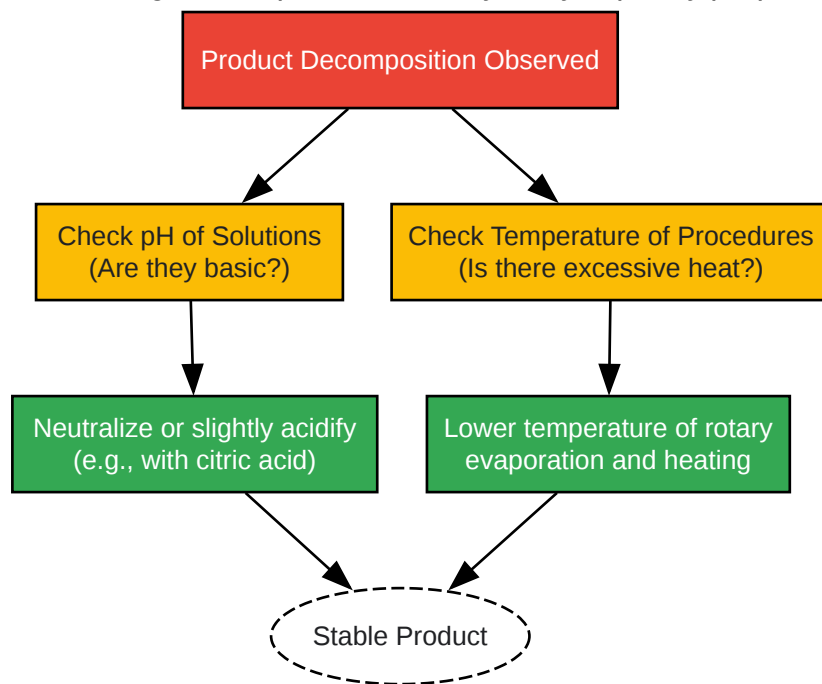 Product Decomposition Observed
Check pH of Solutions
(Are they basic?)
Check Temperature of Procedures
(Is there excessive heat?)
Neutralize or slightly acidify
(e.g., with citric acid)
Lower temperature of rotary
evaporation and heating
Stable Product